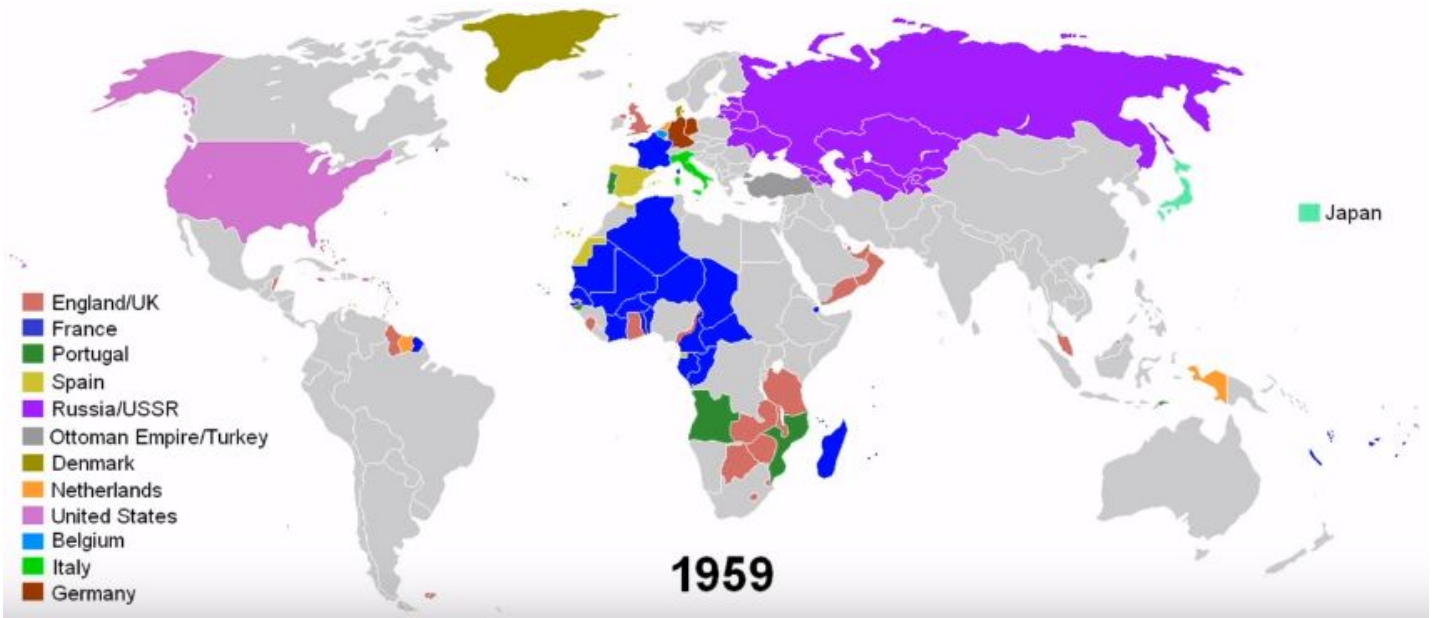 Japan
England/UK
France
Portugal
Spain
Russia/USSR
Ottoman Empire/Turkey
Denmark
Netherlands
United States
Belgium
Italy
Germany
1959